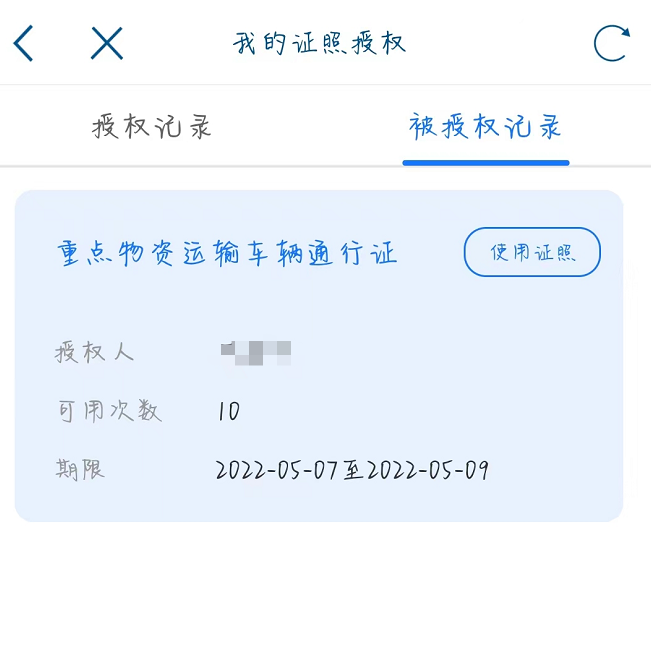 我的证照授权
授权记录
被授权记录
重点物资运输车辆通行证
使用证照
授权人
可用次数 10
期限 2022-05-07至2022-05-09